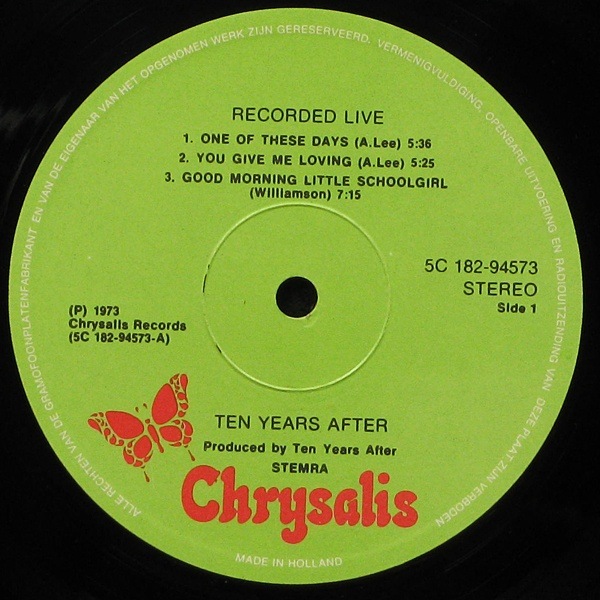 ALLE RECHTEN VAN DE GRAMOFOONPLATENFABRIKANT EN VAN DE EIGENAAR VAN HET OPGENOMEN WERK ZIJN GERESERVEERD. VERMENIGVULDIGING, OPENBARE UITVOERING EN RADIOUITZENDING VAN DEZE PLAAT ZIJN VERBODEN
RECORDED LIVE
1. ONE OF THESE DAYS (A.Lee) 5:36
2. YOU GIVE ME LOVING (A.Lee) 5:25
3. GOOD MORNING LITTLE SCHOOLGIRL
(Williamson) 7:15
5C 182-94573
STEREO
Side 1
(P) 1973
Chrysalis Records
(5C 182-94573-A)
TEN YEARS AFTER
Produced by Ten Years After
STEMRA
Chrysalis
MADE IN HOLLAND